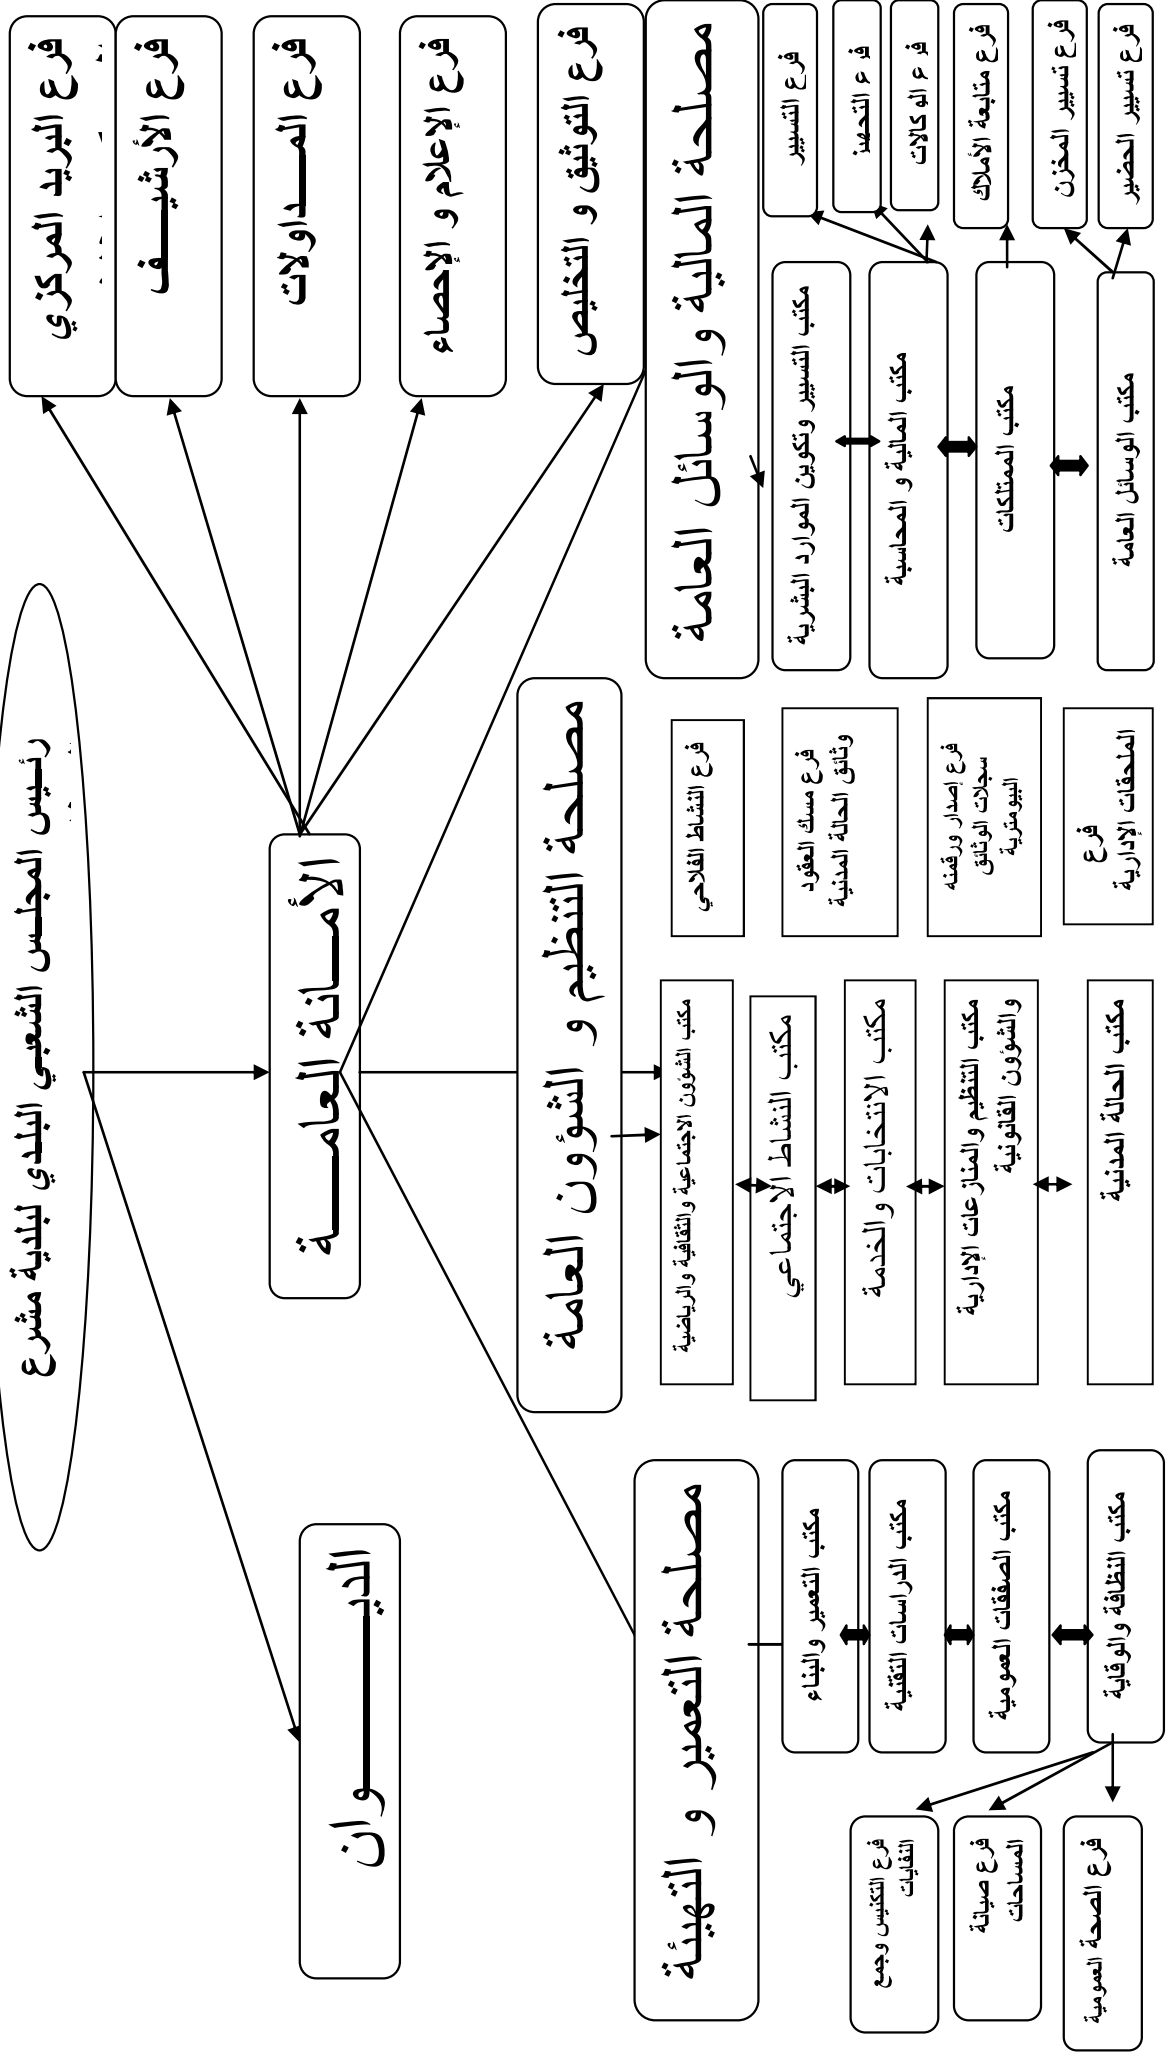 رئيس المجلس الشعبي البلدي لبلدية مشرع
الأمـــانة العامـــــة
الديــــــــوان
فرع البريد المركزي
فرع الأرشيـــف
فرع المـــداولات
فرع الإعلام و الإحصاء
فرع التوثيق و التخليص
مصلحة المالية و الوسائل العامة
مصلحة التنظيم و الشؤون العامة
مصلحة التعمير و التهيئة
فرع التسيير
فرع التجهيز
فرع الوكالات
فرع متابعة الأملاك
فرع تسيير المخزن
فرع تسيير الحضير
مكتب التسيير وتكوين الموارد البشرية
مكتب المالية و المحاسبة
مكتب الممتلكات
مكتب الوسائل العامة
فرع النشاط الفلاحي
فرع مسك العقود
وثائق الحالة المدنية
فرع إصدار ورقمنه
سجلات الوثائق
البيومترية
فرع
الملحقات الإدارية
مكتب الشؤون الاجتماعية والثقافية والرياضية
مكتب النشاط الاجتماعي
مكتب الانتخابات و الخدمة
مكتب التنظيم والمنازعات الإدارية
والشؤون القانونية
مكتب الحالة المدنية
مكتب التعمير والبناء
مكتب الدراسات التقنية
مكتب الصفقات العمومية
مكتب النظافة والوقاية
فرع التكنيس وجمع
النفايات
فرع صيانة
المساحات
فرع الصحة العمومية